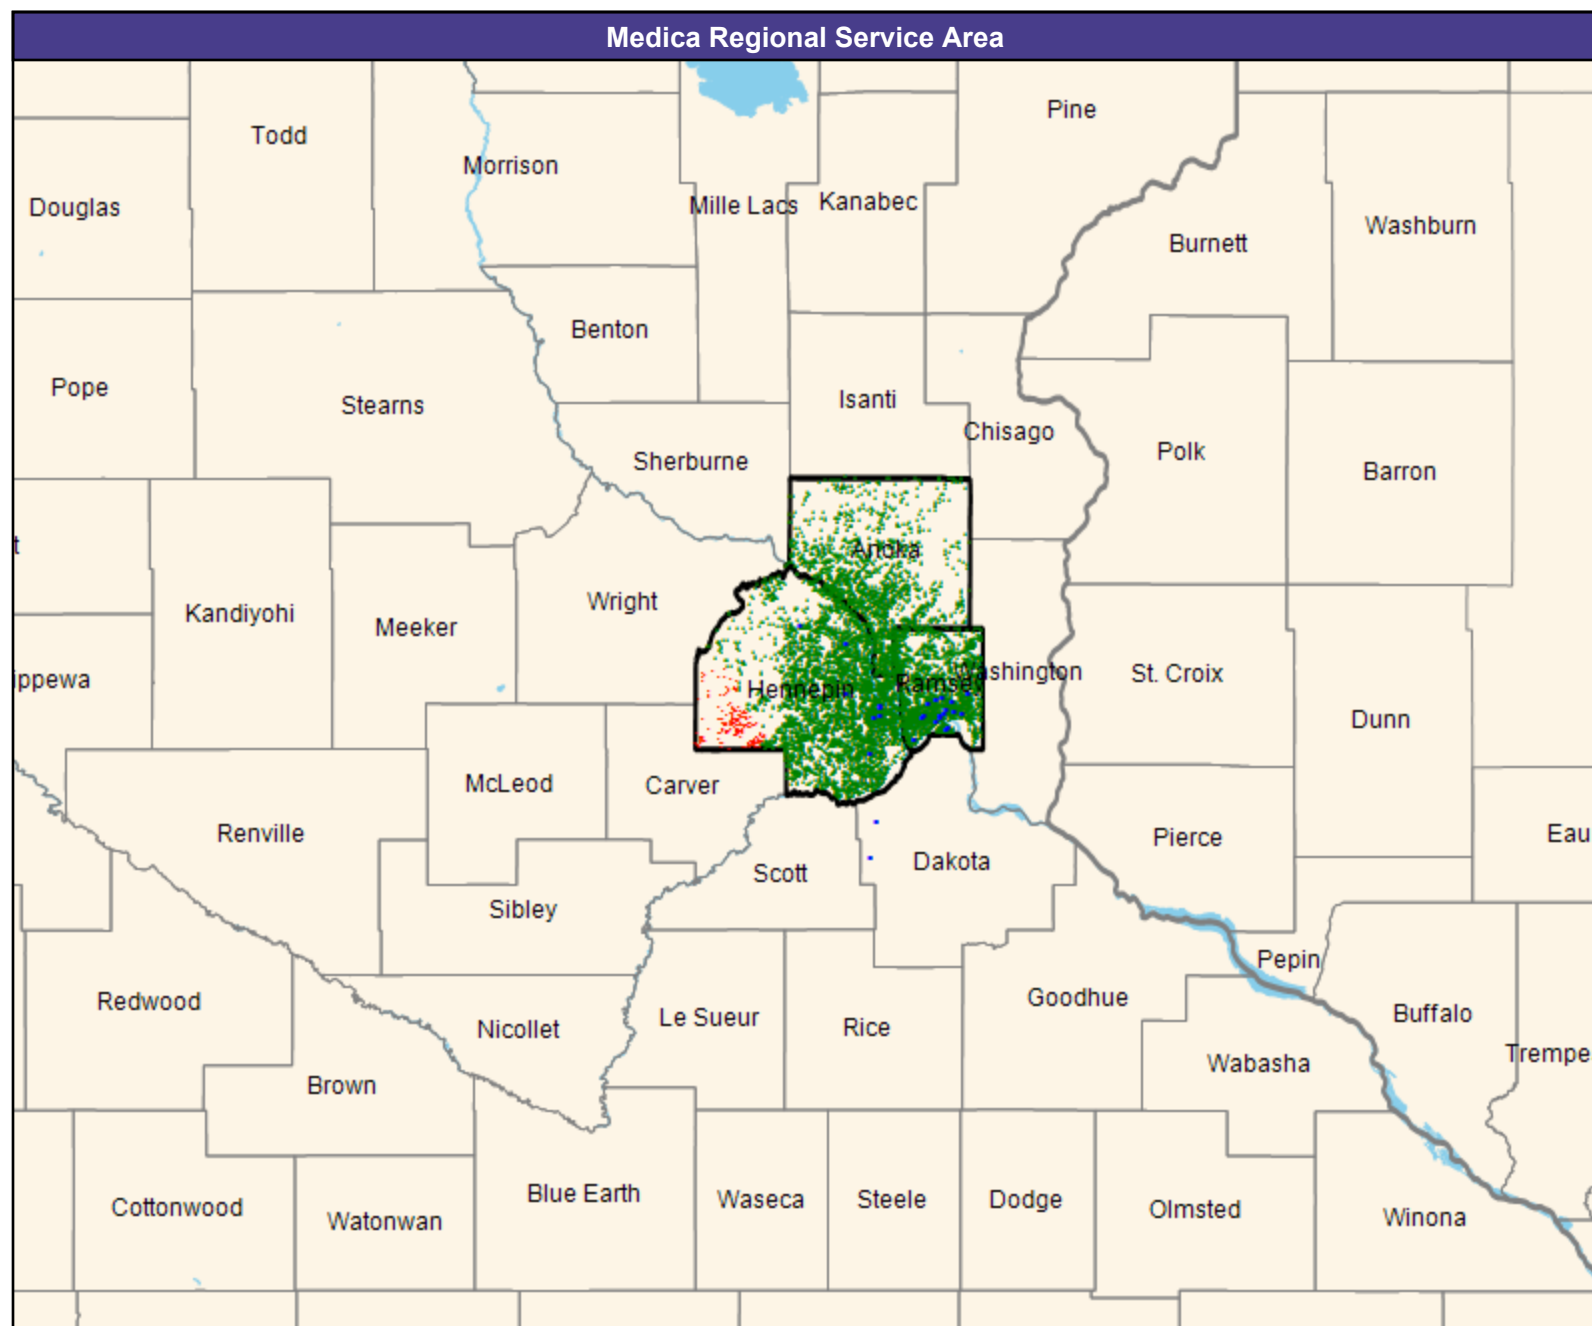 Medica Regional Service Area
Pine
Todd
Morrison
Douglas
Mille Lacs
Kanabec
Washburn
Burnett
Benton
Pope
Stearns
Isanti
Chisago
Polk
Sherburne
Barron
t
Anoka
Wright
Kandiyohi
Meeker
ippewa
Hennepin
Ramsey
Washington
St. Croix
Dunn
McLeod
Carver
Renville
Pierce
Eau
Scott
Dakota
Sibley
Pepin
Redwood
Goodhue
Le Sueur
Buffalo
Nicollet
Rice
Wabasha
Trempe
Brown
Blue Earth
Waseca
Steele
Dodge
Cottonwood
Olmsted
Watonwan
Winona